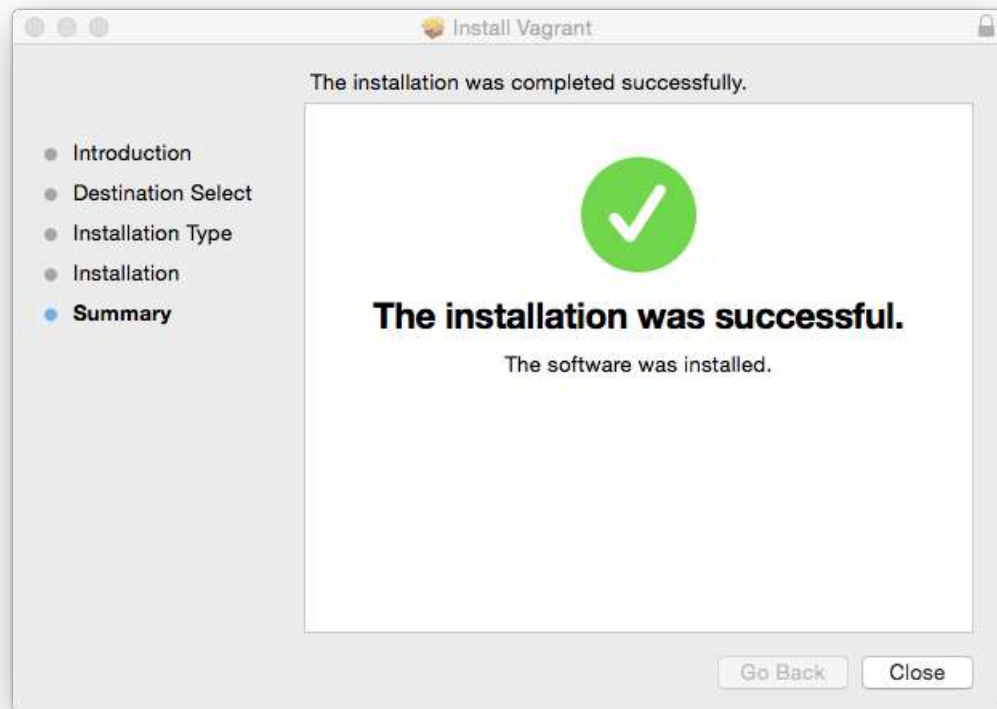 Install Vagrant
The installation was completed successfully.
Introduction
Destination Select
Installation Type
Installation
Summary
The installation was successful.
The software was installed.
Go Back
Close